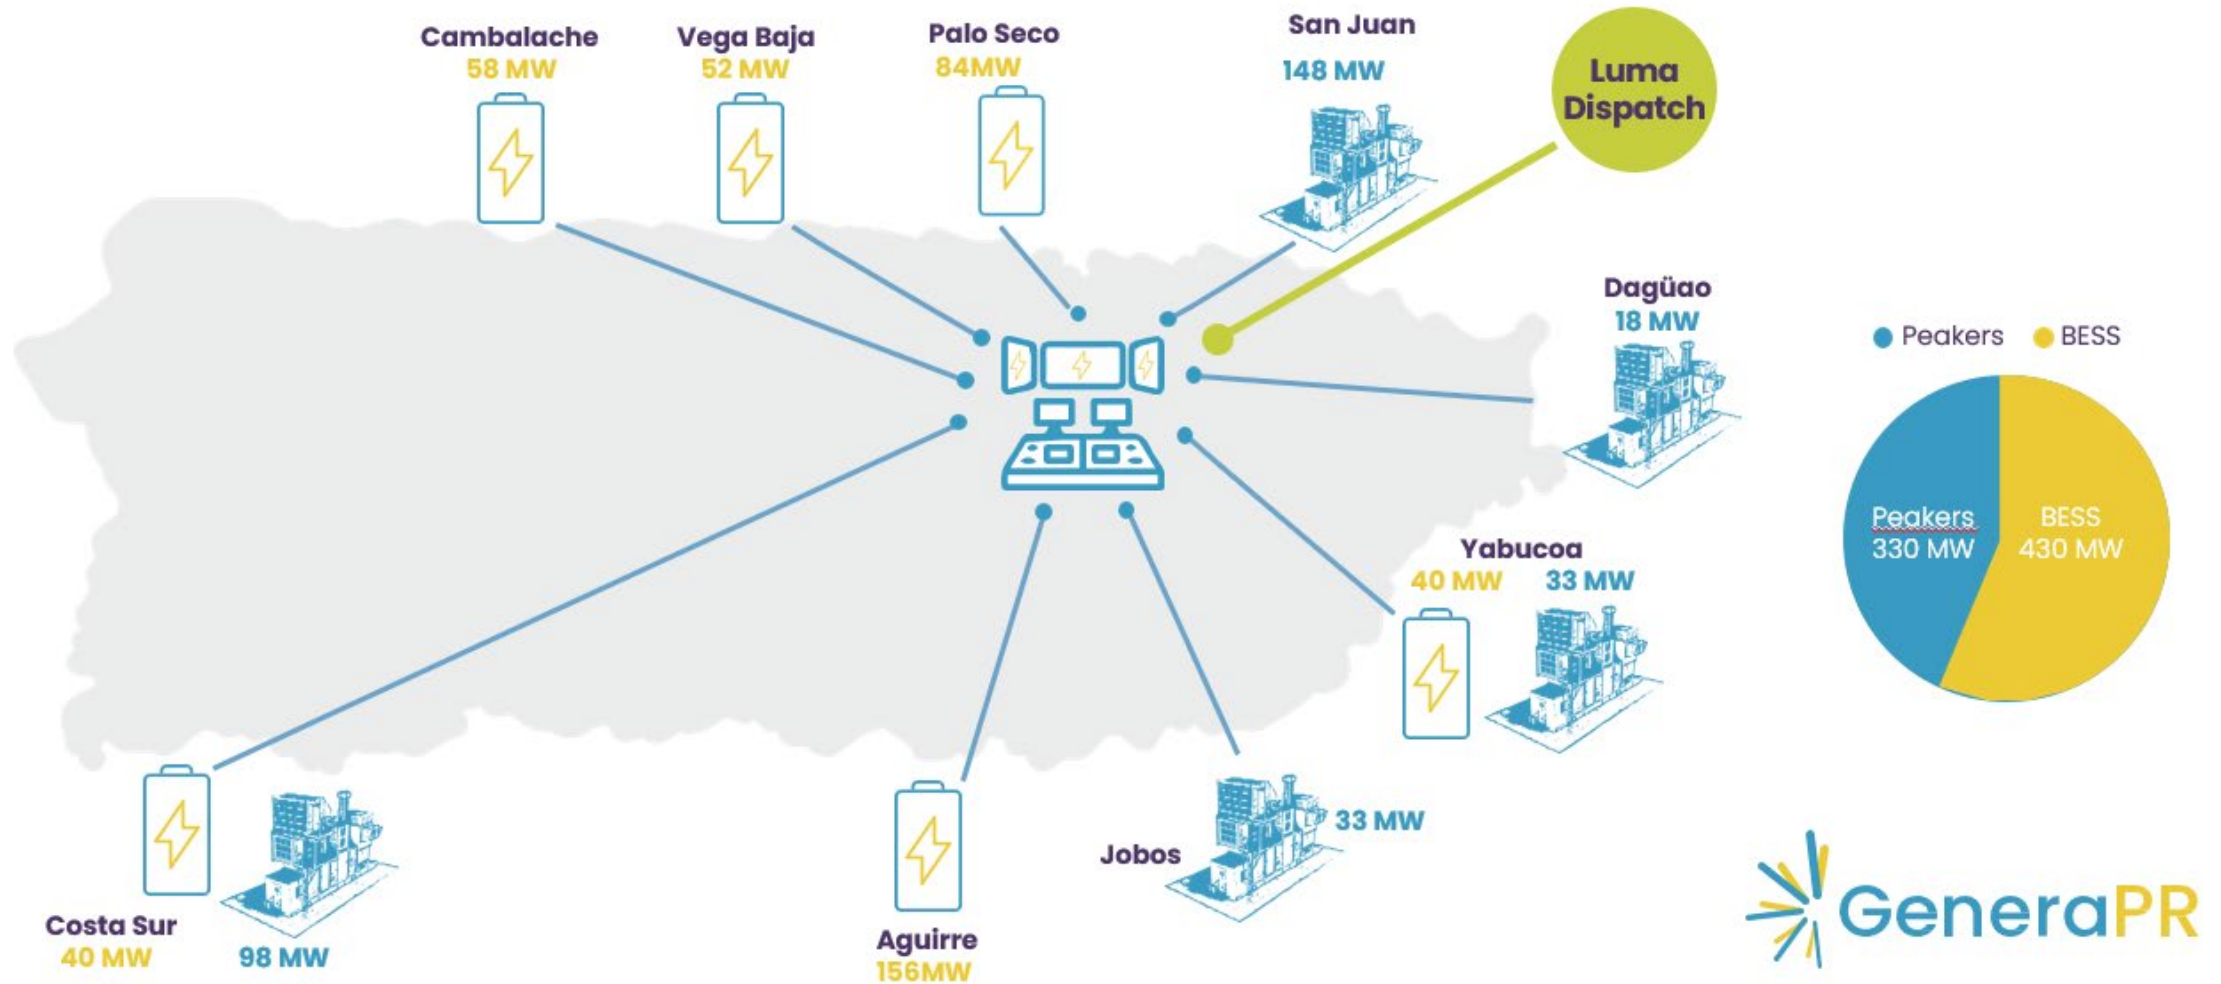 Cambalache
58 MW
Vega Baja
52 MW
Palo Seco
84MW
San Juan
148 MW
Luma
Dispatch
Dagüao
18 MW
Peakers
BESS
Peakers
330 MW
BESS
430 MW
Yabucoa
40 MW
33 MW
Jobos
33 MW
Costa Sur
40 MW
98 MW
Aguirre
156MW
GeneraPR